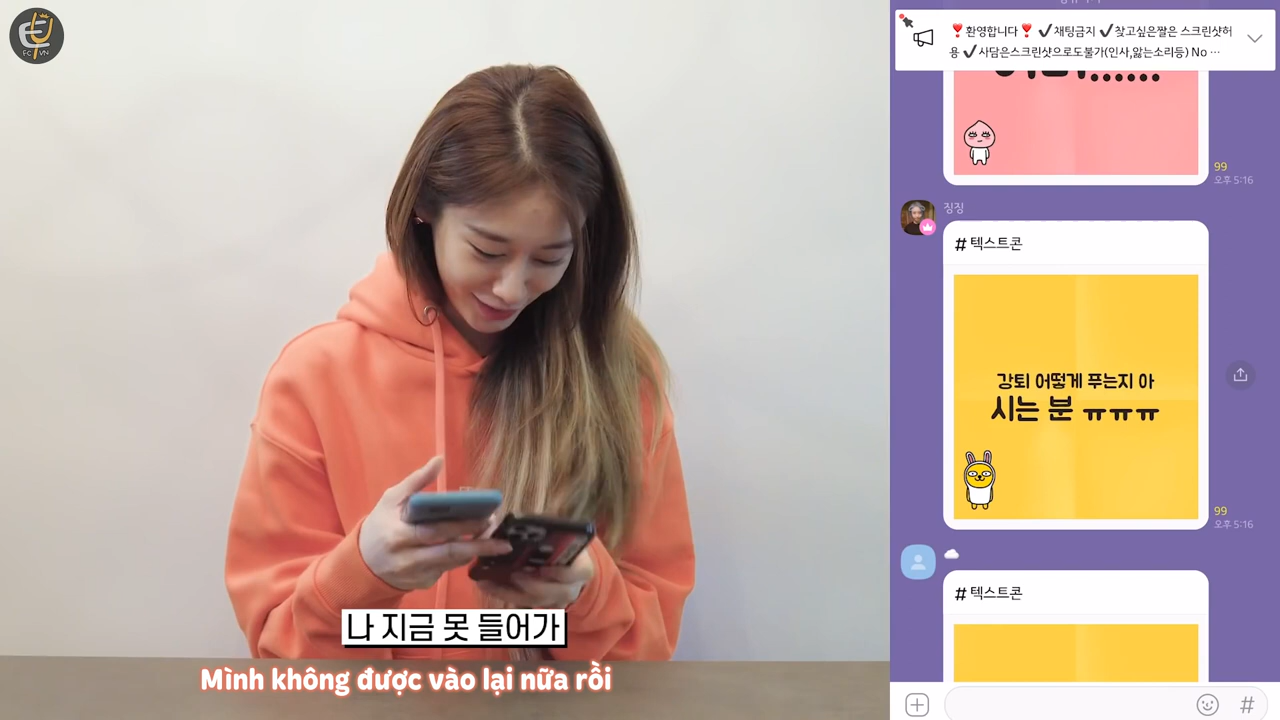 EU
FC VN
❣환영합니다❣ ✔채팅금지 ✔찾고싶은짤은 스크린샷허
용 ✔사담은스크린샷으로도불가(인사,앓는소리등) No ···
99
오후 5:16
징징
# 텍스트콘
강퇴 어떻게 푸는지 아
시는 분 ㅠㅠㅠ
99
오후 5:16
# 텍스트콘
나 지금 못 들어가
Mình không được vào lại nữa rồi
#